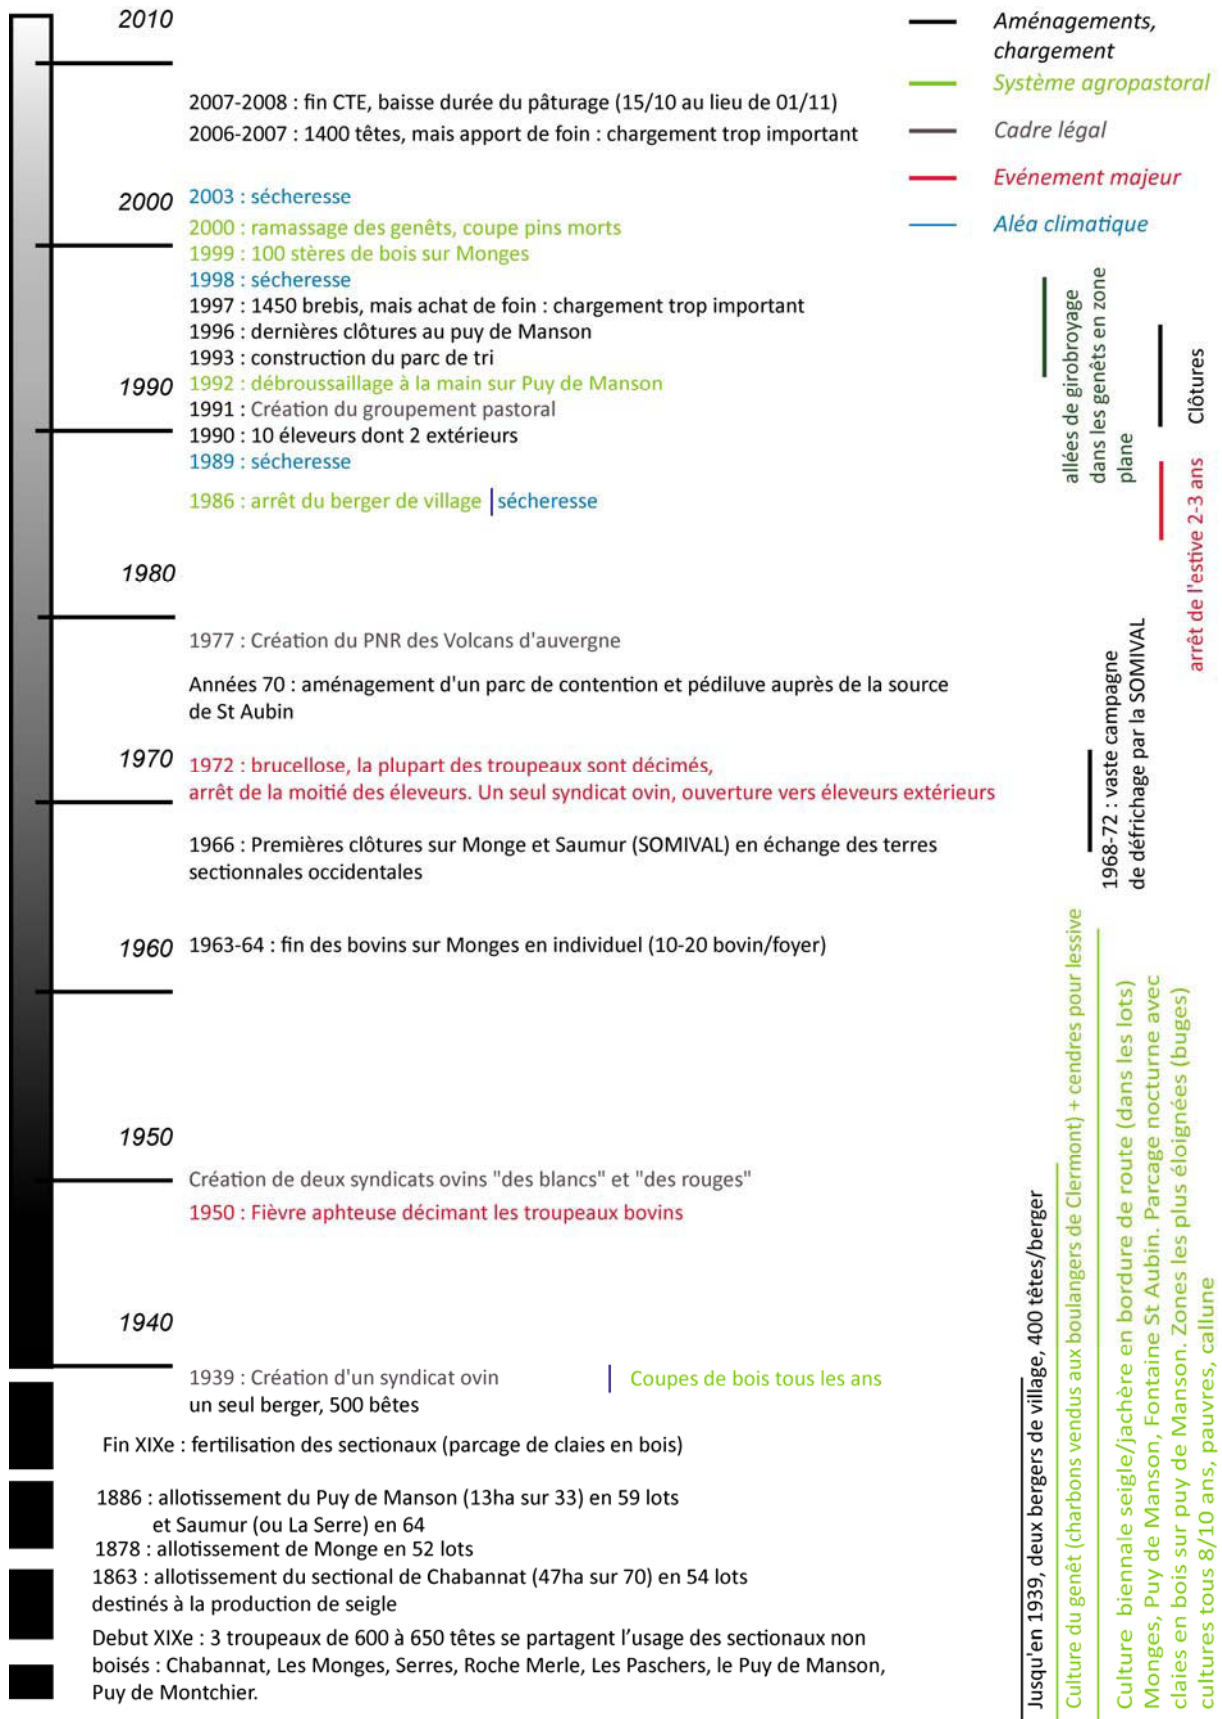 2010
Aménagements,
chargement
Système agropastoral
Cadre légal
Evénement majeur
Aléa climatique
2007-2008 : fin CTE, baisse durée du pâturage (15/10 au lieu de 01/11)
2006-2007 : 1400 têtes, mais apport de foin : chargement trop important
2000
2003 : sécheresse
2000 : ramassage des genêts, coupe pins morts
1999 : 100 stères de bois sur Monges
1998 : sécheresse
1997 : 1450 brebis, mais achat de foin : chargement trop important
1996 : dernières clôtures au puy de Manson
1993 : construction du parc de tri
1990
1992 : débroussaillage à la main sur Puy de Manson
1991 : Création du groupement pastoral
1990 : 10 éleveurs dont 2 extérieurs
1989 : sécheresse
1986 : arrêt du berger de village | sécheresse
allées de girobroyage
dans les genêts en zone
plane
Clôtures
arrêt de l'estive 2-3 ans
1980
1977 : Création du PNR des Volcans d'auvergne
Années 70 : aménagement d'un parc de contention et pédiluve auprès de la source
de St Aubin
1970
1972 : brucellose, la plupart des troupeaux sont décimés,
arrêt de la moitié des éleveurs. Un seul syndicat ovin, ouverture vers éleveurs extérieurs
1966 : Premières clôtures sur Monge et Saumur (SOMIVAL) en échange des terres
sectionnales occidentales
1968-72 : vaste campagne
de défrichage par la SOMIVAL
1960
1963-64 : fin des bovins sur Monges en individuel (10-20 bovin/foyer)
1950
Création de deux syndicats ovins "des blancs" et "des rouges"
1950 : Fièvre aphteuse décimant les troupeaux bovins
1940
1939 : Création d'un syndicat ovin
Coupes de bois tous les ans
un seul berger, 500 bêtes
Fin XIXe : fertilisation des sectionaux (parcage de claies en bois)
1886 : allotissement du Puy de Manson (13ha sur 33) en 59 lots
et Saumur (ou La Serre) en 64
1878 : allotissement de Monge en 52 lots
1863 : allotissement du sectional de Chabannat (47ha sur 70) en 54 lots
destinés à la production de seigle
Debut XIXe : 3 troupeaux de 600 à 650 têtes se partagent l'usage des sectionaux non
boisés : Chabannat, Les Monges, Serres, Roche Merle, Les Paschers, le Puy de Manson,
Puy de Montchier.
Jusqu'en 1939, deux bergers de village, 400 têtes/berger
Culture du genêt (charbons vendus aux boulangers de Clermont) + cendres pour lessive
Culture biennale seigle/jachère en bordure de route (dans les lots)
Monges, Puy de Manson, Fontaine St Aubin. Parcage nocturne avec
claies en bois sur puy de Manson. Zones les plus éloignées (buges)
cultures tous 8/10 ans, pauvres, callune